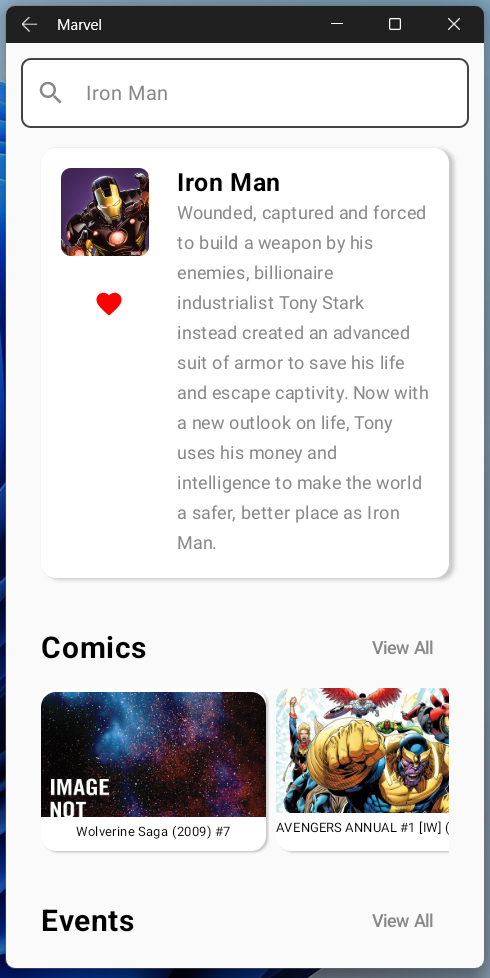 Marvel
Iron Man
Iron Man
Wounded, captured and forced
to build a weapon by his
enemies, billionaire
industrialist Tony Stark
instead created an advanced
suit of armor to save his life
and escape captivity. Now with
a new outlook on life, Tony
uses his money and
intelligence to make the world
a safer, better place as Iron
Man.
Comics
View All
IMAGE
NOT
Wolverine Saga (2009) #7
AVENGERS ANNUAL #1 [IW] (
Events
View All